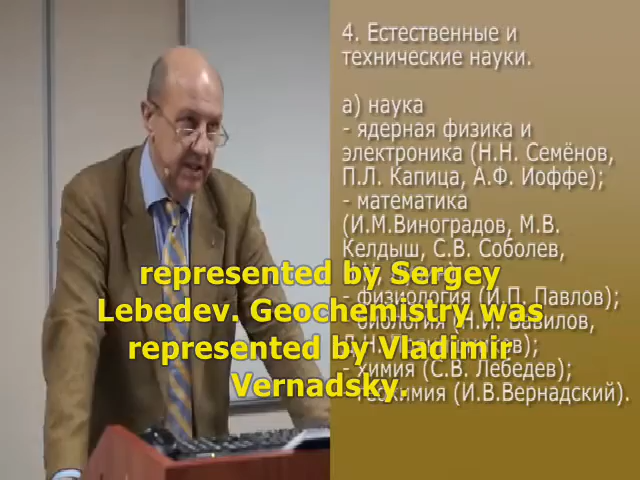 4. Естественные и
технические науки.
а) наука
- ядерная физика и
электроника (Н.Н. Семёнов,
П.Л. Капица, А.Ф. Иоффе);
- математика
(И.М.Виноградов, М.В.
Келдыш, С.В. Соболев,
- физиология (И.П. Павлов);
- биология (Н.И. Вавилов,
- химия (С.В. Лебедев);
- геохимия (И.В.Вернадский).
represented by Sergey
Lebedev. Geochemistry was
represented by Vladimir
Vernadsky.